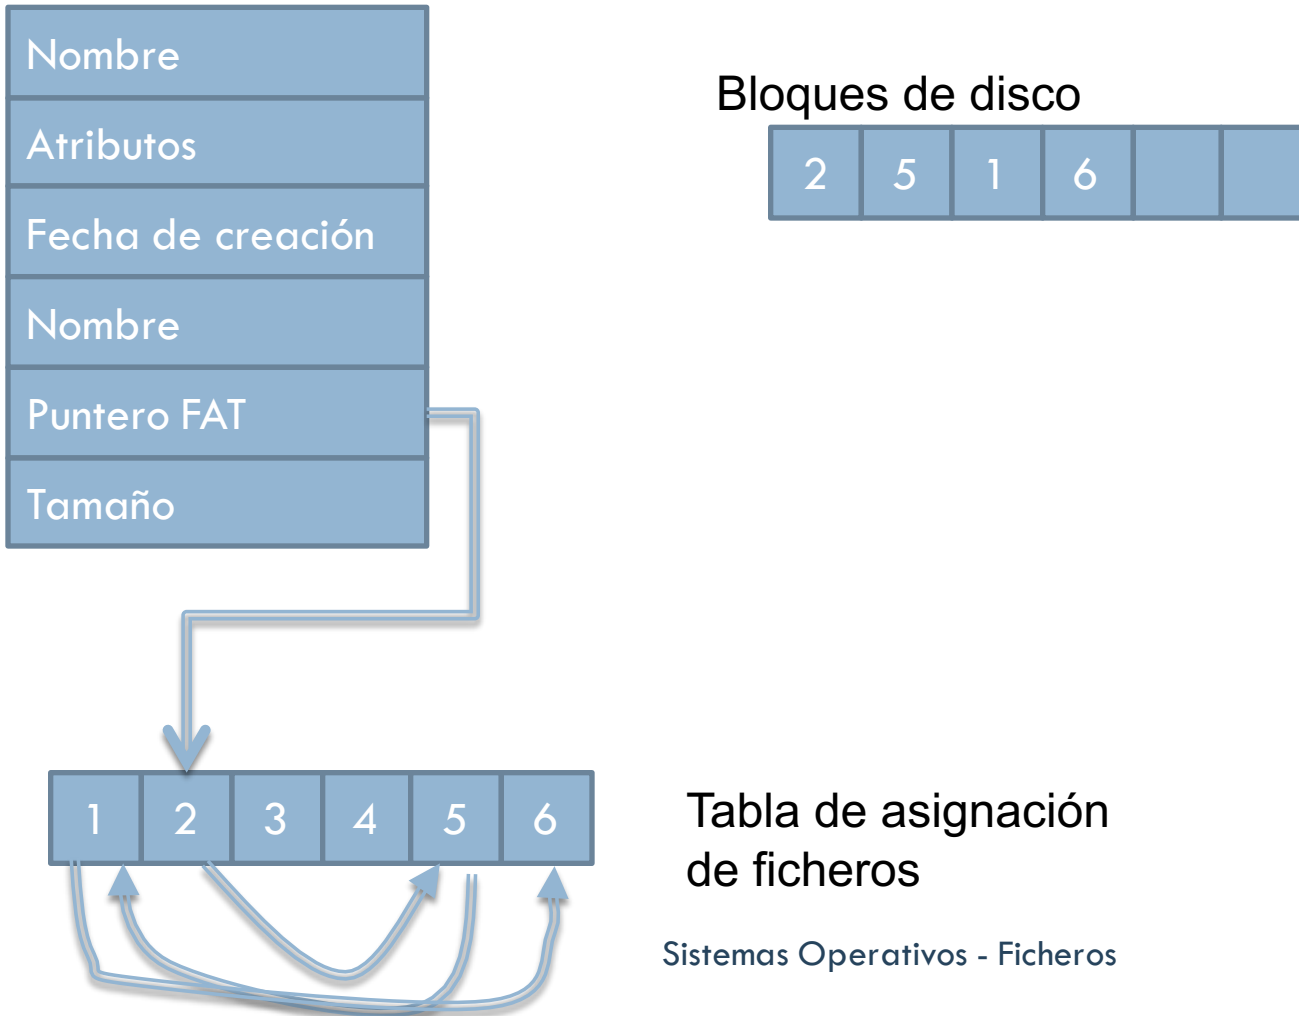 Nombre
Atributos
Fecha de creación
Nombre
Puntero FAT
Tamaño
Bloques de disco
2 5 1 6
1 2 3 4 5 6
Tabla de asignación
de ficheros
Sistemas Operativos - Ficheros